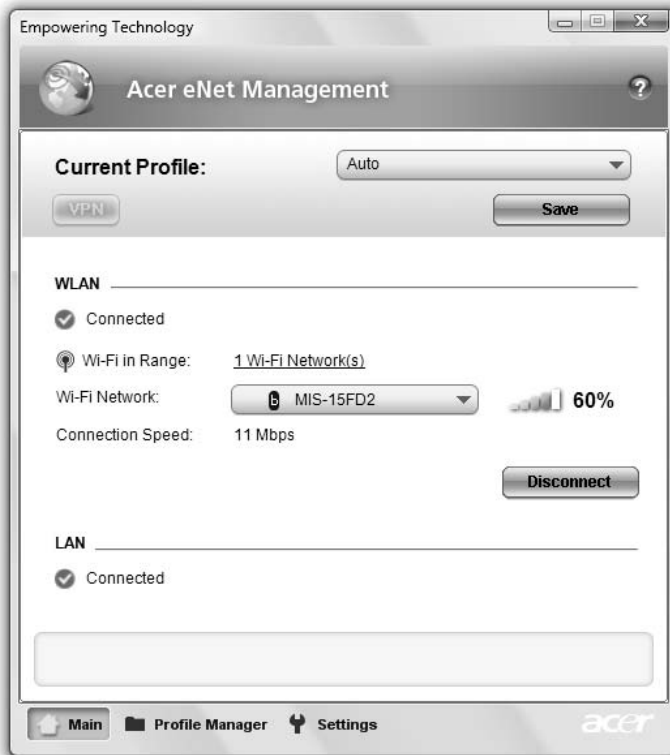 Empowering Technology
Acer eNet Management
?
Current Profile: Auto
VPN Save
WLAN
Connected
Wi-Fi in Range: 1 Wi-Fi Network(s)
Wi-Fi Network: b MIS-15FD2 60%
Connection Speed: 11 Mbps
Disconnect
LAN
Connected
Main Profile Manager Settings acer